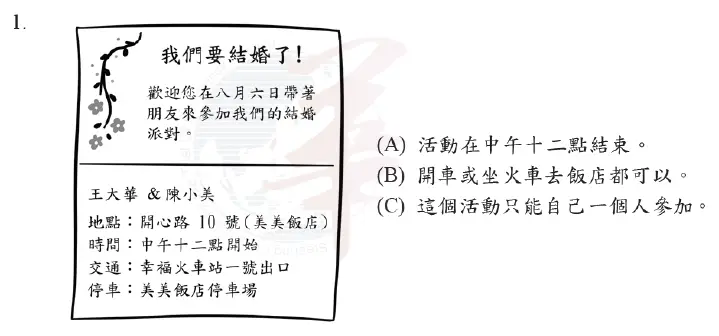 1.
我們要結婚了!
歡迎您在八月六日帶著
朋友來參加我們的結婚
派對。
王大華 & 陳小美
地點：開心路 10 號(美美飯店)
時間：中午十二點開始
交通：幸福火車站一號出口
停車：美美飯店停車場
(A) 活動在中午十二點結束。
(B) 開車或坐火車去飯店都可以。
(C) 這個活動只能自己一個人參加。